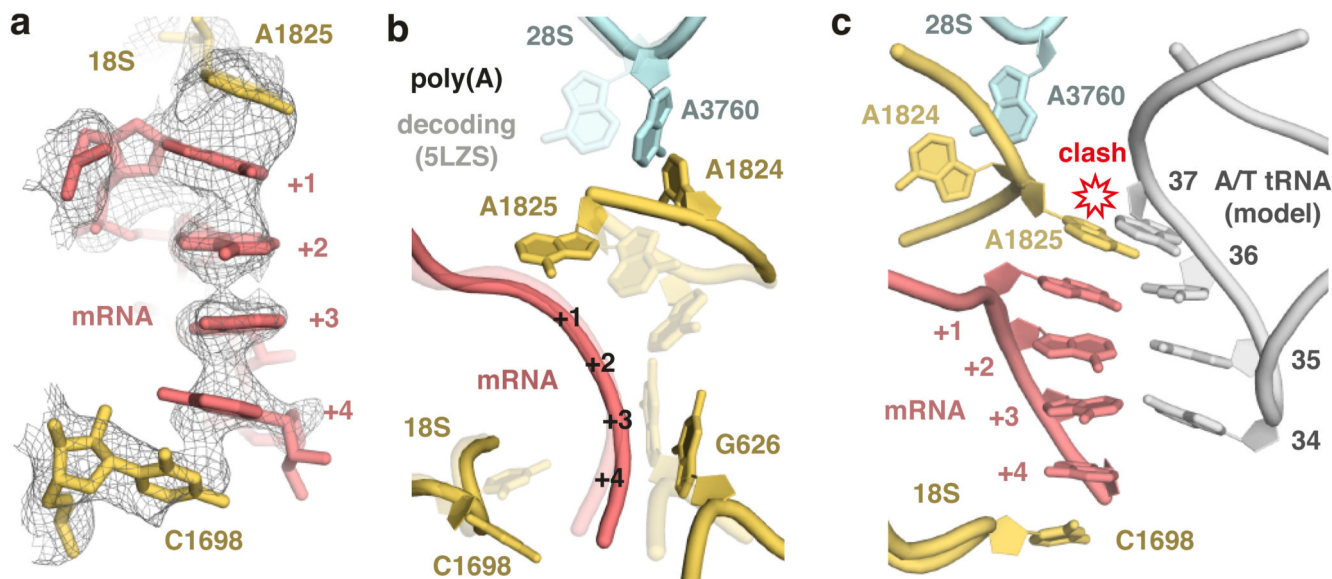 a
18S
A1825
+1
+2
mRNA
+3
+4
C1698
b
28S
poly(A)
decoding
(5LZS)
A3760
A1824
A1825
+1
+2
mRNA
+3
18S
G626
+4
C1698
c
28S
A3760
A1824
clash
37
A/T tRNA
(model)
A1825
36
+1
+2
35
mRNA
+3
34
+4
18S
C1698